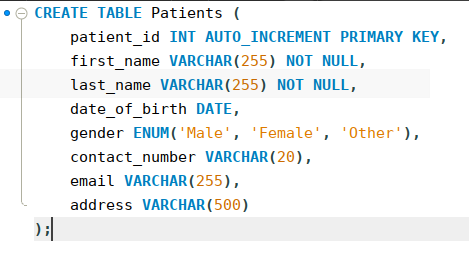 CREATE TABLE Patients (
    patient_id INT AUTO_INCREMENT PRIMARY KEY,
    first_name VARCHAR(255) NOT NULL,
    last_name VARCHAR(255) NOT NULL,
    date_of_birth DATE,
    gender ENUM('Male', 'Female', 'Other'),
    contact_number VARCHAR(20),
    email VARCHAR(255),
    address VARCHAR(500)
);